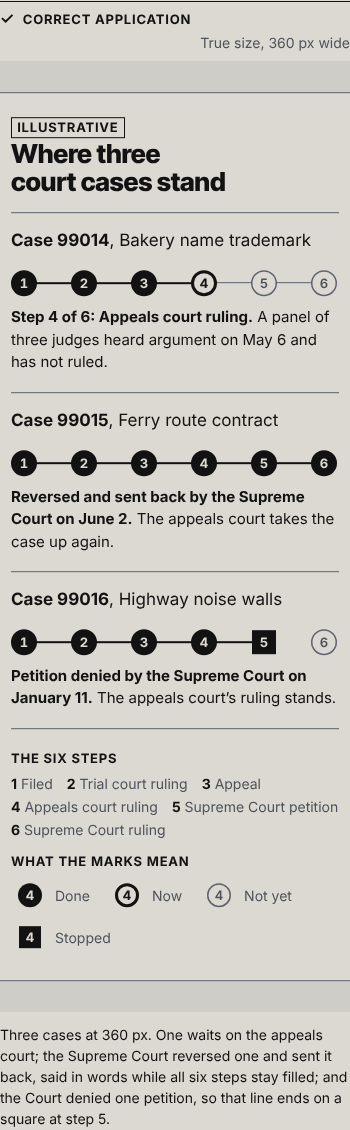 ✓ CORRECT APPLICATION
True size, 360 px wide
ILLUSTRATIVE
Where three
court cases stand
Case 99014, Bakery name trademark
1 2 3 4 5 6
Step 4 of 6: Appeals court ruling. A panel of
three judges heard argument on May 6 and
has not ruled.
Case 99015, Ferry route contract
1 2 3 4 5 6
Reversed and sent back by the Supreme
Court on June 2. The appeals court takes the
case up again.
Case 99016, Highway noise walls
1 2 3 4 5 6
Petition denied by the Supreme Court on
January 11. The appeals court’s ruling stands.
THE SIX STEPS
1 Filed 2 Trial court ruling 3 Appeal
4 Appeals court ruling 5 Supreme Court petition
6 Supreme Court ruling
WHAT THE MARKS MEAN
4 Done 4 Now 4 Not yet
4 Stopped
Three cases at 360 px. One waits on the appeals
court; the Supreme Court reversed one and sent it
back, said in words while all six steps stay filled; and
the Court denied one petition, so that line ends on a
square at step 5.